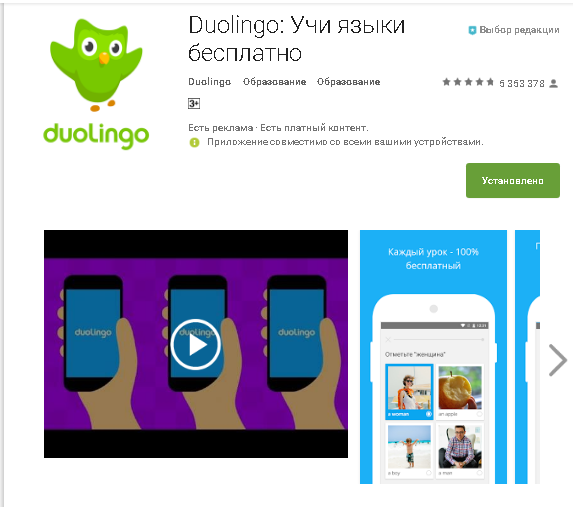 Duolingo: Учи языки
бесплатно
Выбор редакции
Duolingo Образование Образование
5 353 378
3+
Есть реклама · Есть платный контент.
Приложение совместимо со всеми вашими устройствами.
duolingo
Установлено
duolingo duolingo duolingo
Каждый урок - 100%
бесплатный
Отметьте "женщина"
a woman
an apple
a boy
a man